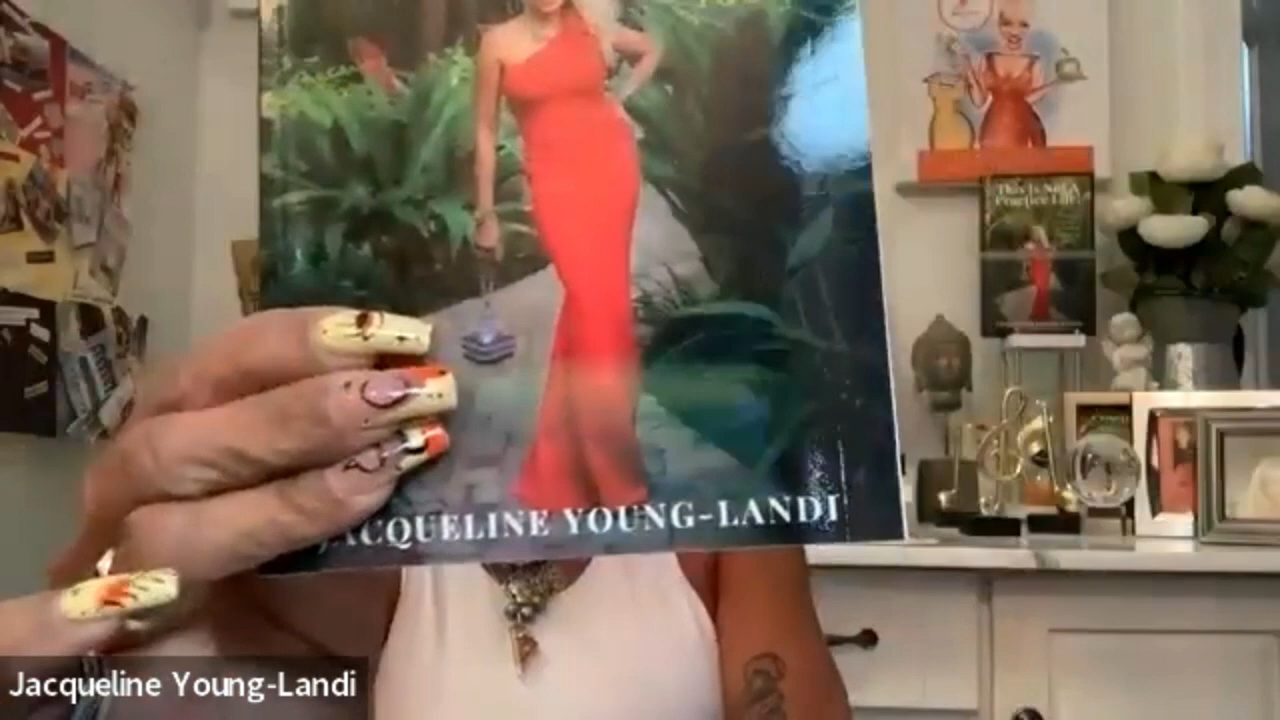 This Is Not A
Practice Life!
JACQUELINE YOUNG-LANDI
Jacqueline Young-Landi